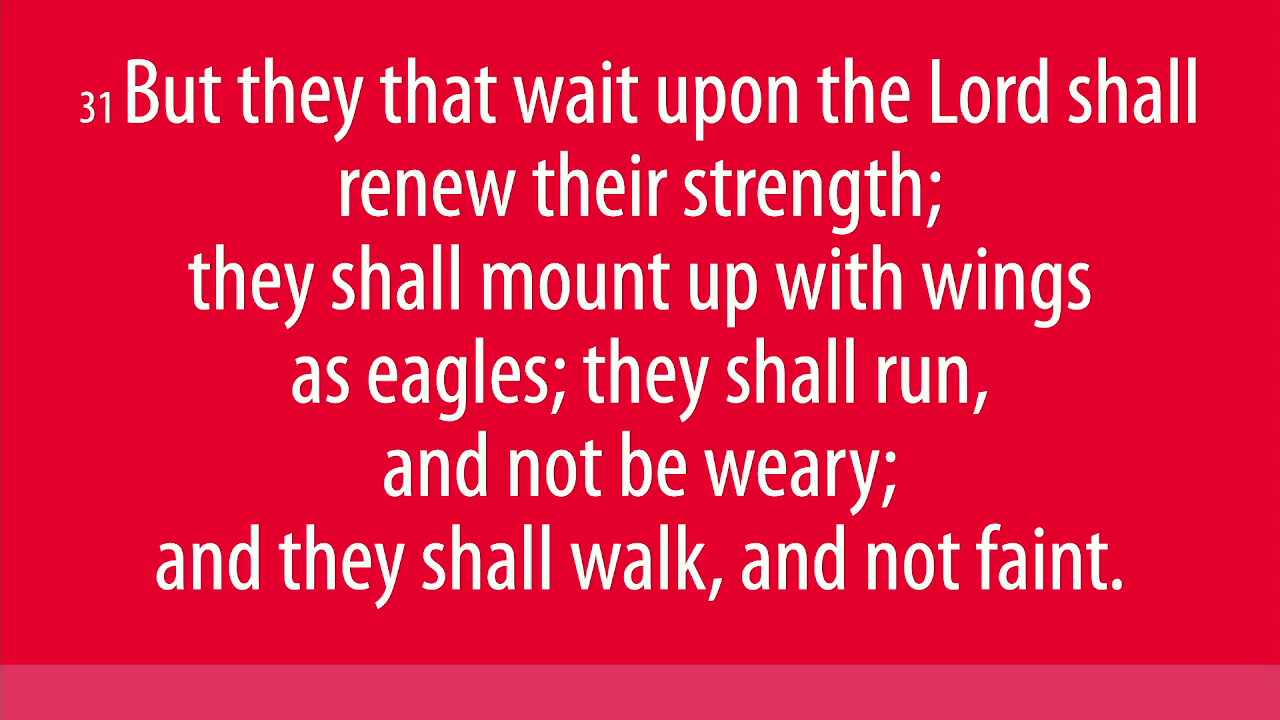 31 But they that wait upon the Lord shall
renew their strength;
they shall mount up with wings
as eagles; they shall run,
and not be weary;
and they shall walk, and not faint.